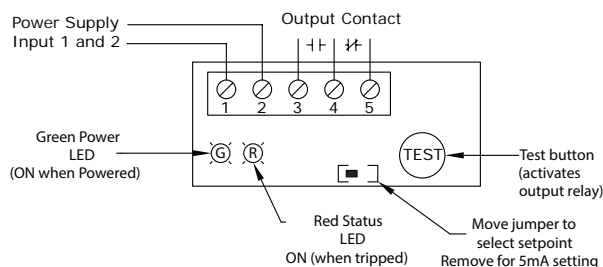 Power Supply
Input 1 and 2
Output Contact
1 2 3 4 5
Green Power
LED
(ON when Powered)
G R
TEST
Test button
(activates
output relay)
Red Status
LED
ON (when tripped)
Move jumper to
select setpoint
Remove for 5mA setting